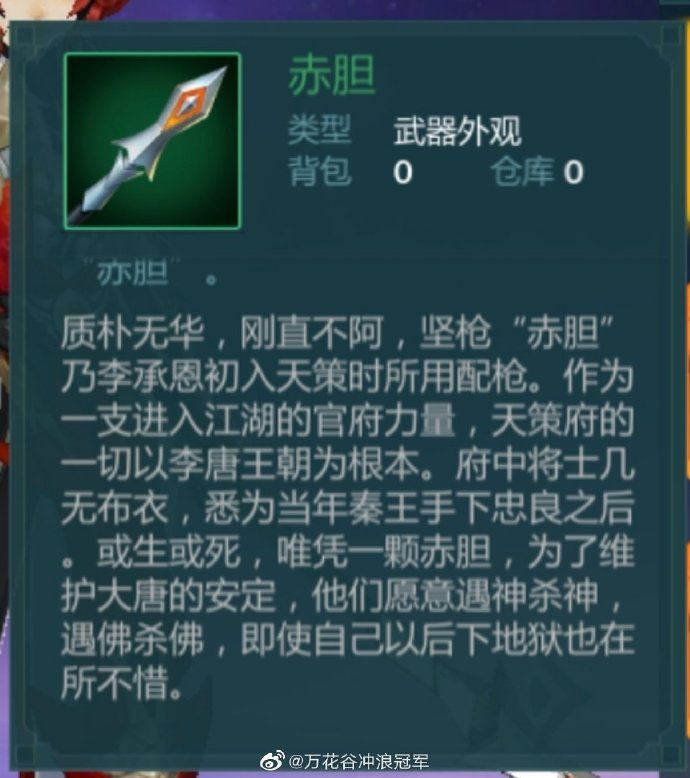 赤胆
类型 武器外观
背包 0 仓库 0
“赤胆”。
质朴无华，刚直不阿，坚枪“赤胆”
乃李承恩初入天策时所用配枪。作为
一支进入江湖的官府力量，天策府的
一切以李唐王朝为根本。府中将士几
无布衣，悉为当年秦王手下忠良之后
。或生或死，唯凭一颗赤胆，为了维
护大唐的安定，他们愿意遇神杀神，
遇佛杀佛，即使自己以后下地狱也在
所不惜。
@万花谷冲浪冠军